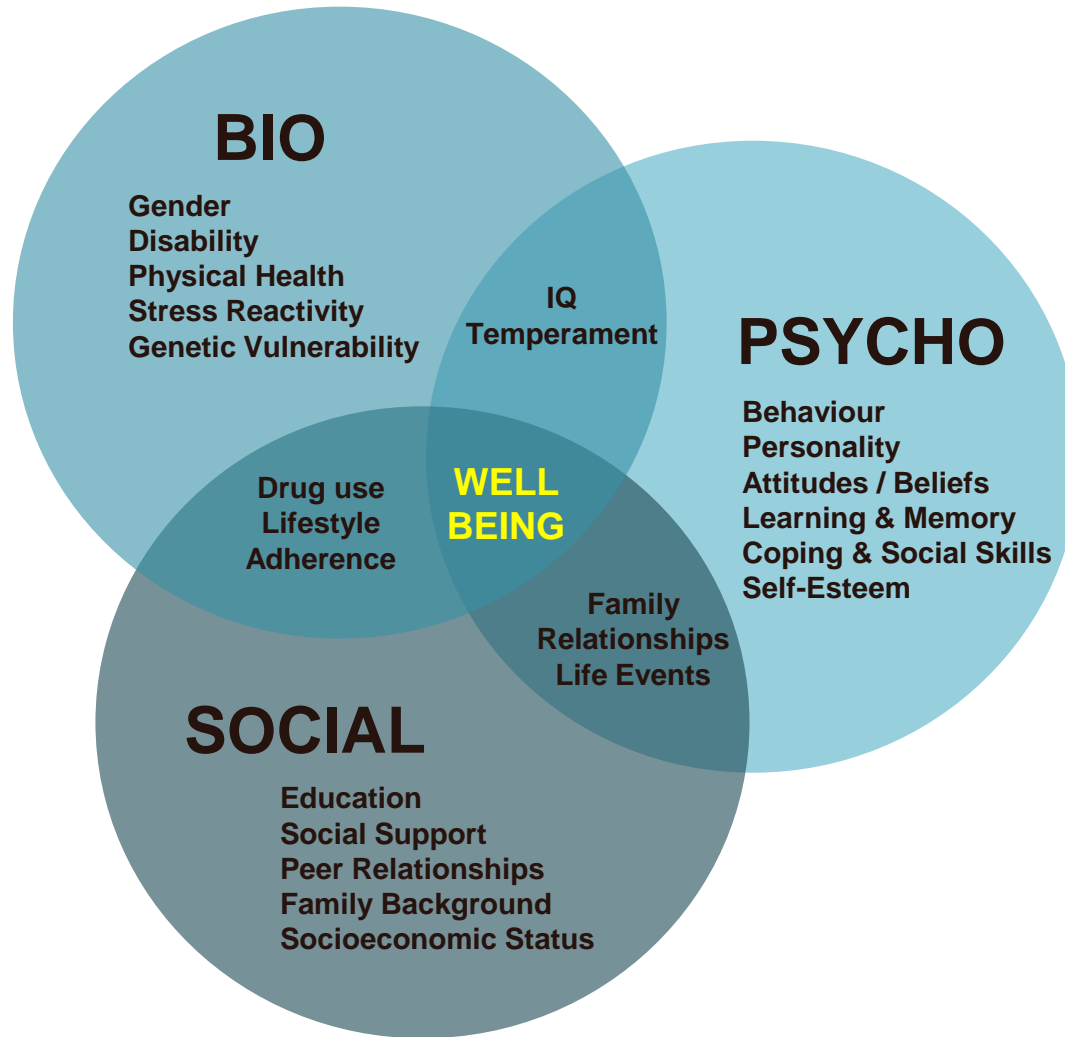 BIO
Gender
Disability
Physical Health
Stress Reactivity
Genetic Vulnerability
IQ
Temperament
PSYCHO
Behaviour
Personality
Attitudes / Beliefs
Learning & Memory
Coping & Social Skills
Self-Esteem
Drug use
Lifestyle
Adherence
WELL
BEING
Family
Relationships
Life Events
SOCIAL
Education
Social Support
Peer Relationships
Family Background
Socioeconomic Status